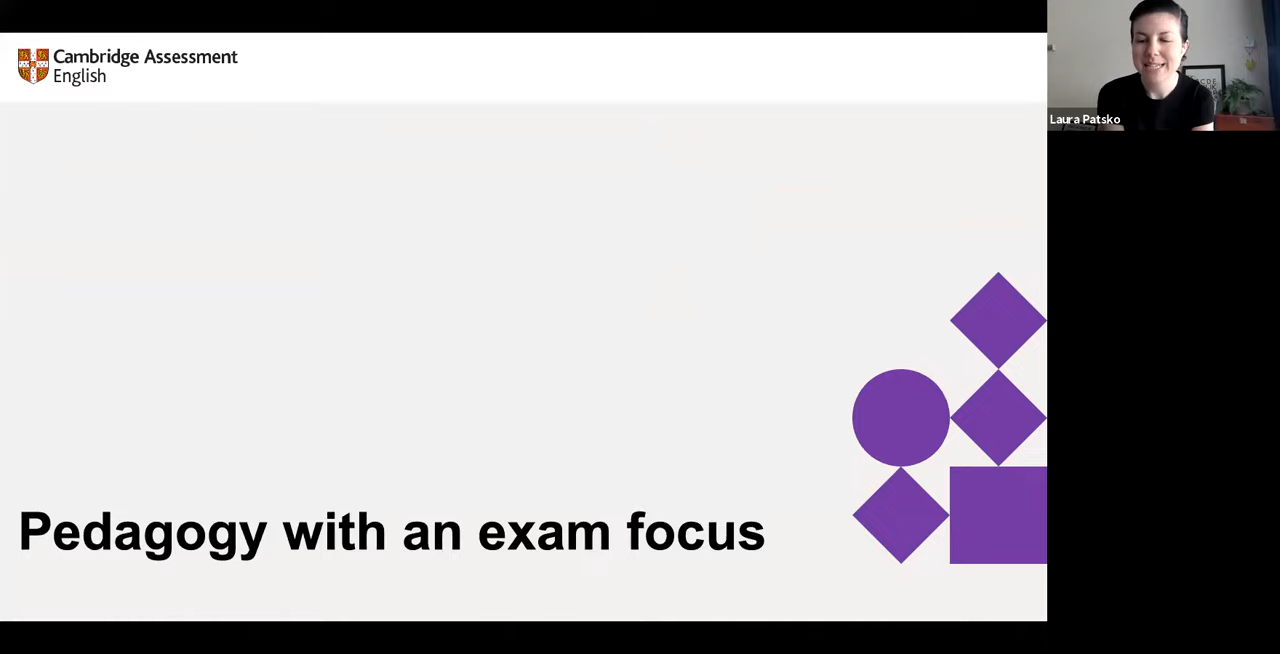 Cambridge Assessment
English
Laura Patsko
Pedagogy with an exam focus